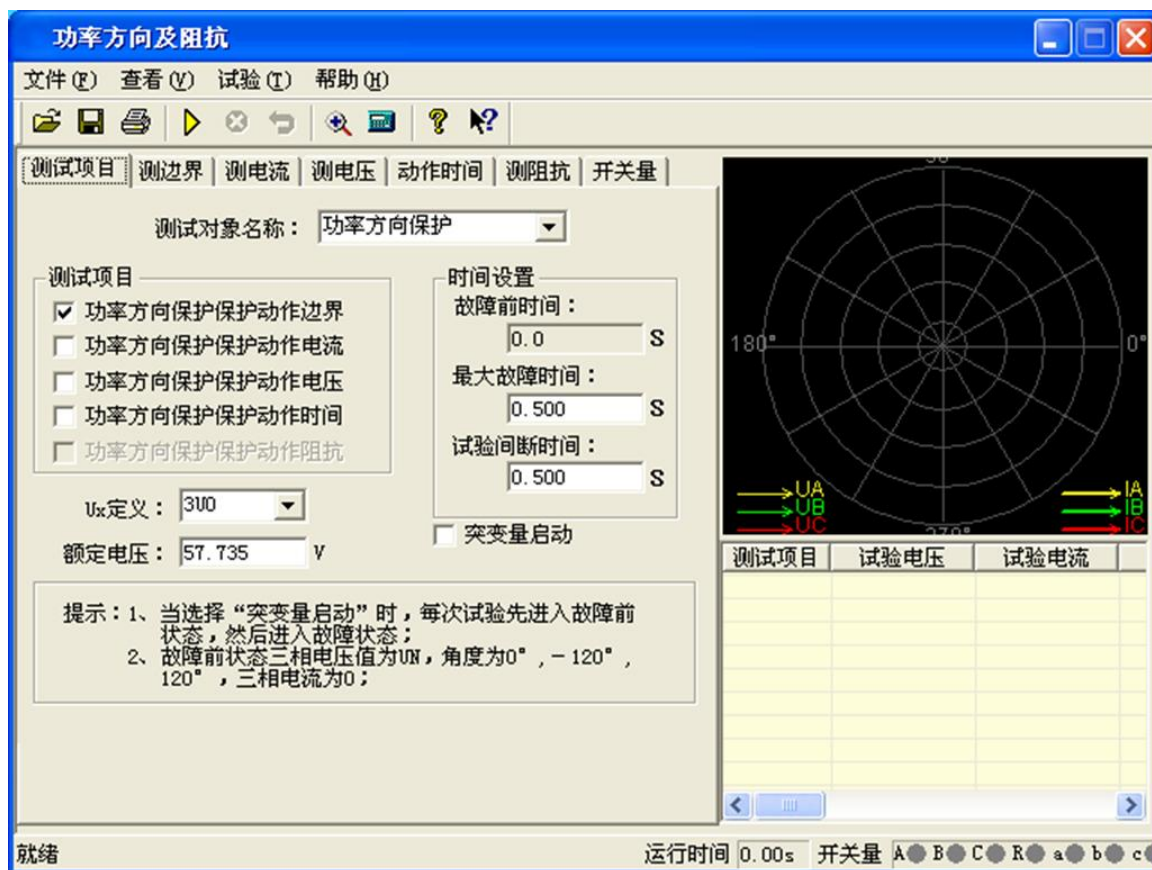 功率方向及阻抗
文件(F) 查看(V) 试验(T) 帮助(H)
测试项目 测边界 测电流 测电压 动作时间 测阻抗 开关量
测试对象名称： 功率方向保护
测试项目
功率方向保护保护动作边界
功率方向保护保护动作电流
功率方向保护保护动作电压
功率方向保护保护动作时间
功率方向保护保护动作阻抗
Ux定义： 3U0
额定电压： 57.735 V
时间设置
故障前时间：
0.0 S
最大故障时间：
0.500 S
试验间断时间：
0.500 S
突变量启动
提示：1、当选择“突变量启动”时，每次试验先进入故障前
状态，然后进入故障状态；
2、故障前状态三相电压值为UN，角度为0°,－120°,
120°，三相电流为0；
180° 0°
UA IA
UB IB
UC IC
270°
测试项目 试验电压 试验电流
就绪 运行时间 0.00s 开关量 A B C R a b c